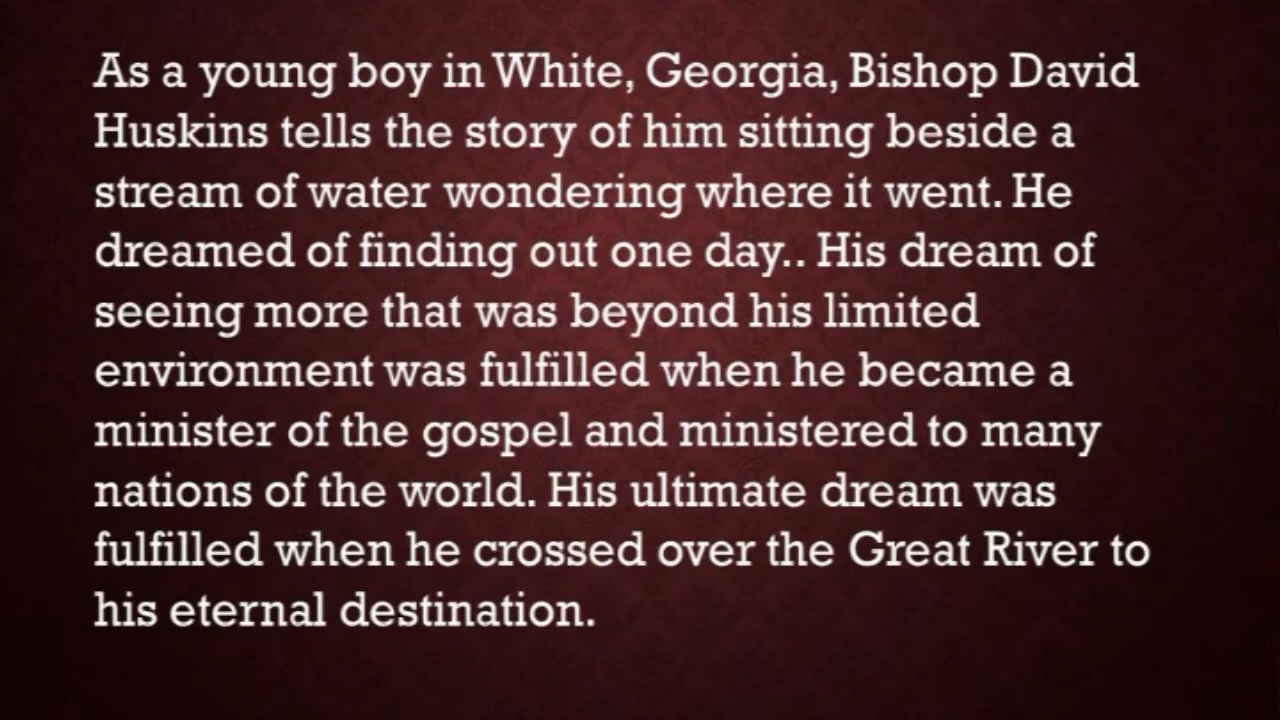 As a young boy in White, Georgia, Bishop David
Huskins tells the story of him sitting beside a
stream of water wondering where it went. He
dreamed of finding out one day.. His dream of
seeing more that was beyond his limited
environment was fulfilled when he became a
minister of the gospel and ministered to many
nations of the world. His ultimate dream was
fulfilled when he crossed over the Great River to
his eternal destination.